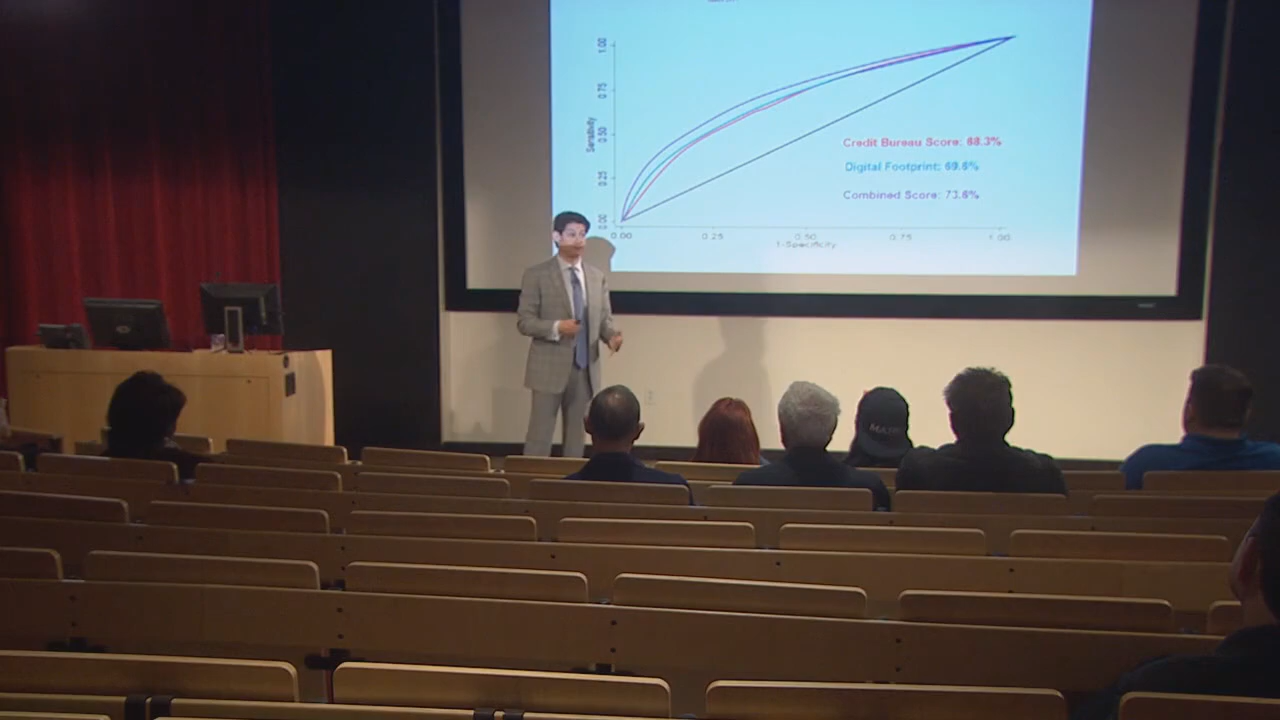 1.00
0.75
0.50
0.25
0.00
Sensitivity
Credit Bureau Score: 68.3%
Digital Footprint: 69.6%
Combined Score: 73.6%
0.00 0.25 0.50 0.75 1.00
1-Specificity